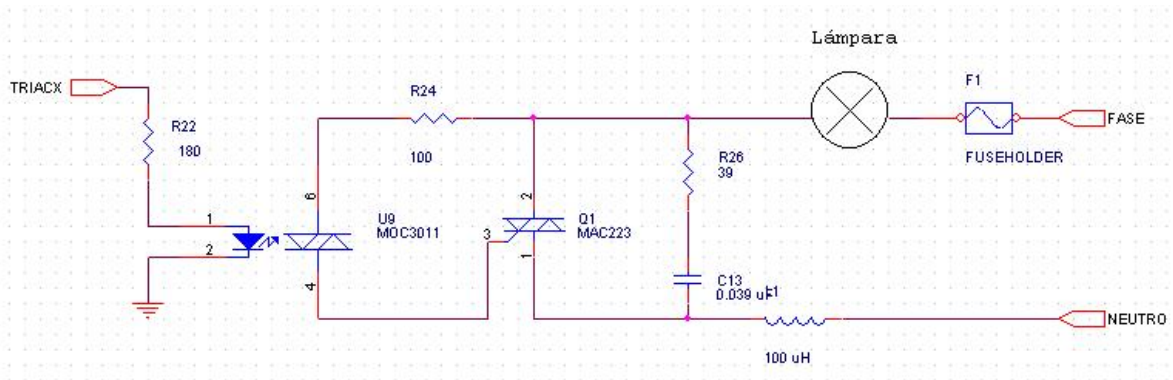 Lámpara
F1
FUSEHOLDER
FASE
TRIACX
R22
180
R24
100
6
4
1
2
U9
MOC3011
2
3
1
Q1
MAC223
R26
39
C13
0.039 uF
100 uH
NEUTRO